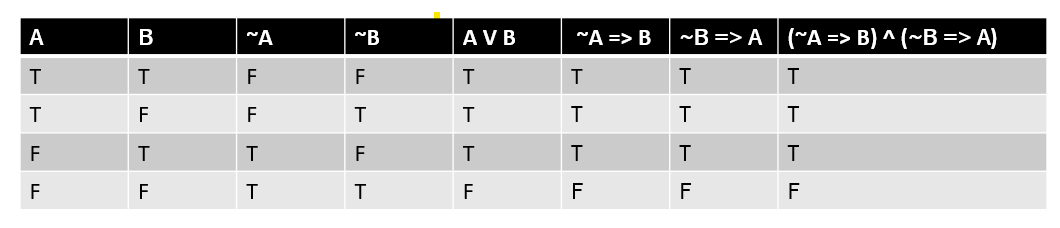 A B ~A ~B A V B ~A => B ~B => A (~A => B) ^ (~B => A)
T T F F T T T T
T F F T T T T T
F T T F T T T T
F F T T F F F F